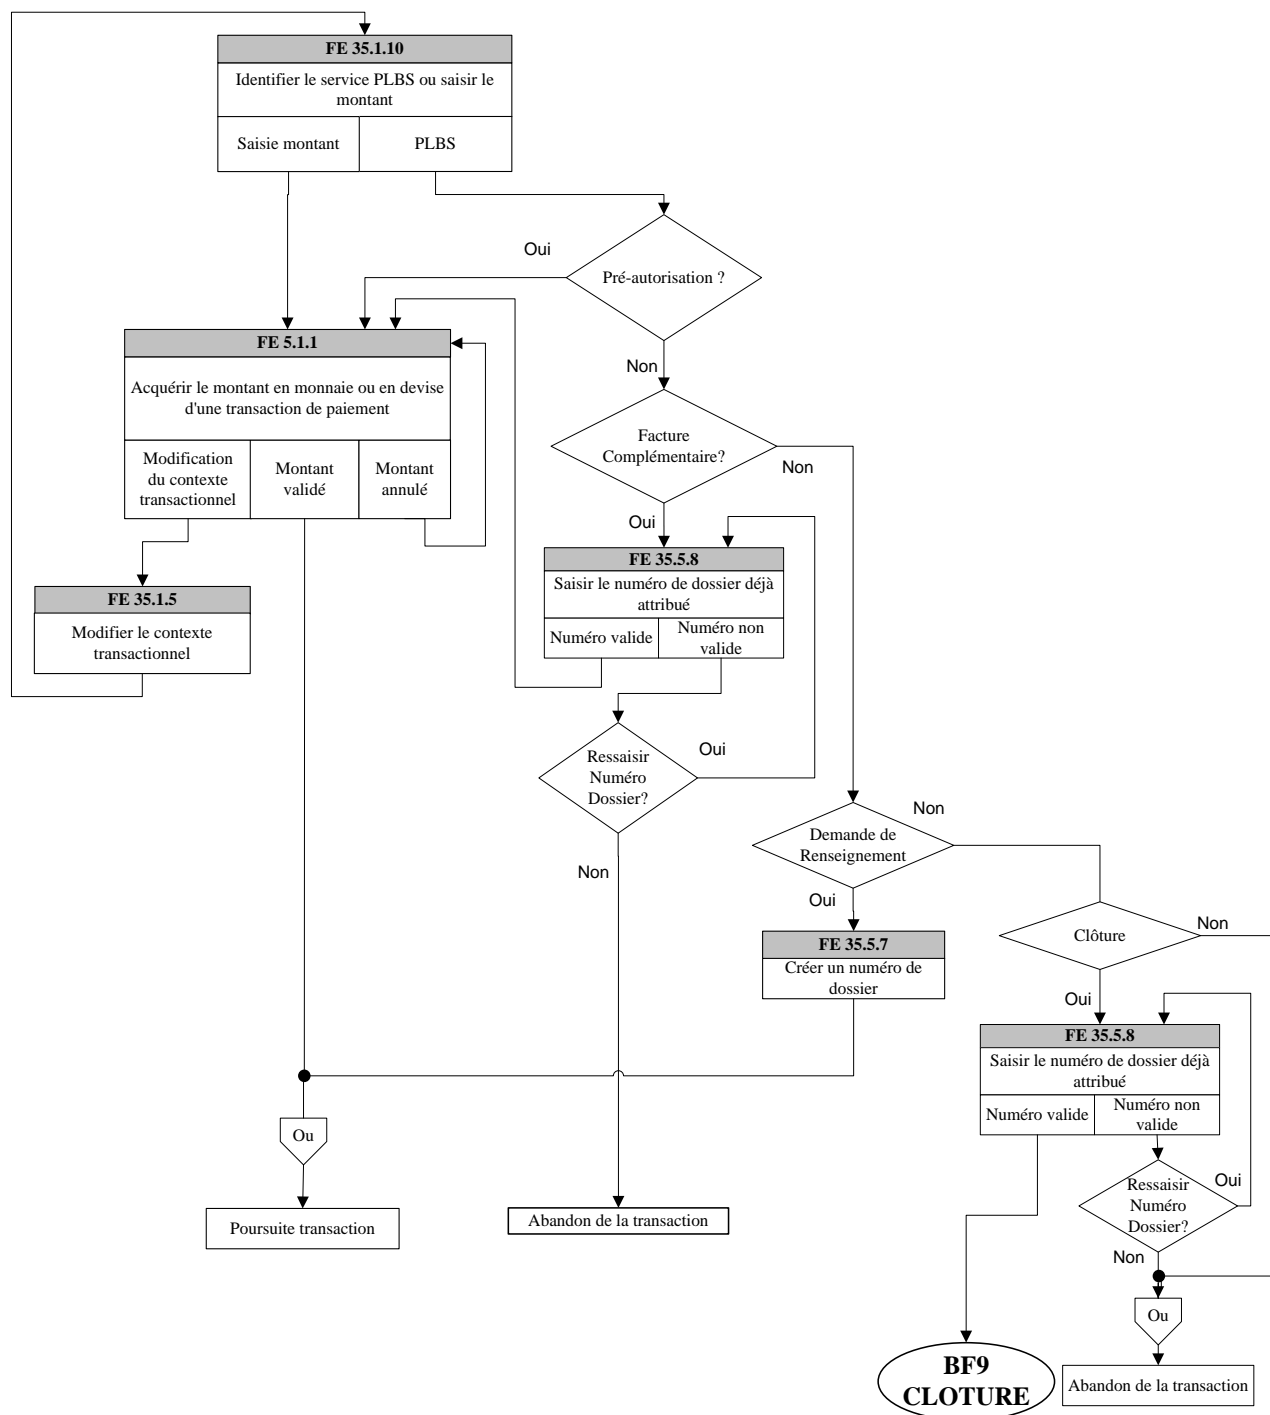 FE 35.1.10
Identifier le service PLBS ou saisir le
montant
Saisie montant
PLBS
Oui
Pré-autorisation ?
Non
FE 5.1.1
Acquérir le montant en monnaie ou en devise
d'une transaction de paiement
Modification
du contexte
transactionnel
Montant
validé
Montant
annulé
Facture
Complémentaire?
Non
Oui
FE 35.5.8
Saisir le numéro de dossier déjà
attribué
Numéro valide
Numéro non
valide
FE 35.1.5
Modifier le contexte
transactionnel
Ressaisir
Numéro
Dossier?
Oui
Non
Demande de
Renseignement
Non
Oui
FE 35.5.7
Créer un numéro de
dossier
Clôture
Non
Oui
FE 35.5.8
Saisir le numéro de dossier déjà
attribué
Numéro valide
Numéro non
valide
Ressaisir
Numéro
Dossier?
Oui
Non
Ou
Poursuite transaction
Abandon de la transaction
Ou
BF9
CLOTURE
Abandon de la transaction